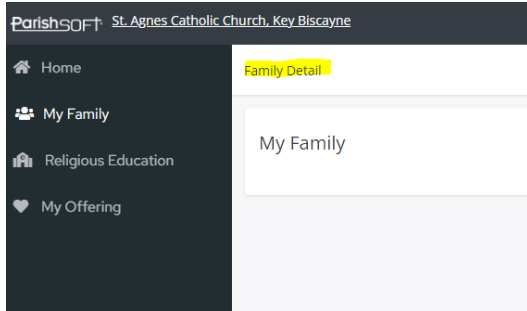 ParishSOFT St. Agnes Catholic Church, Key Biscayne
Home
Family Detail
My Family
My Family
Religious Education
My Offering